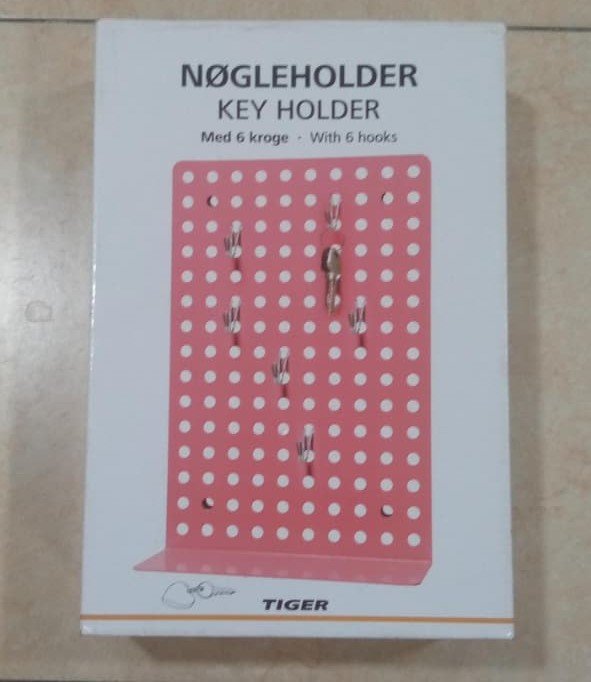 NØGLEHOLDER
KEY HOLDER
Med 6 kroge · With 6 hooks
TIGER